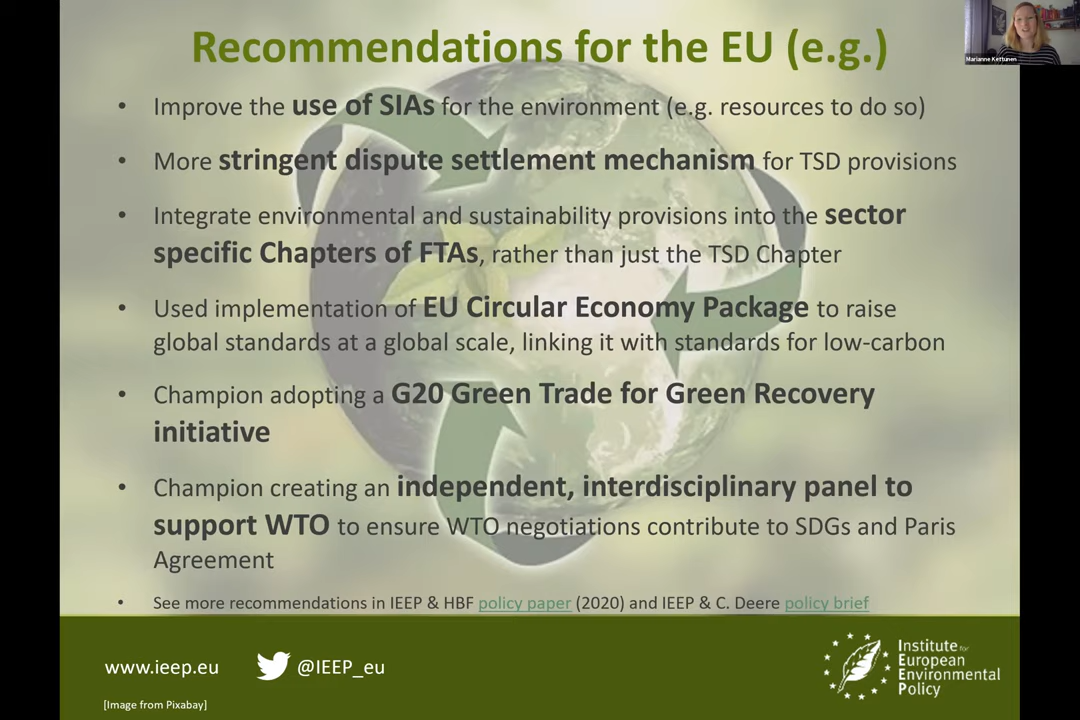 Recommendations for the EU (e.g.)
Marianne Kettunen
• Improve the use of SIAs for the environment (e.g. resources to do so)
• More stringent dispute settlement mechanism for TSD provisions
• Integrate environmental and sustainability provisions into the sector
specific Chapters of FTAs, rather than just the TSD Chapter
• Used implementation of EU Circular Economy Package to raise
global standards at a global scale, linking it with standards for low-carbon
• Champion adopting a G20 Green Trade for Green Recovery
initiative
• Champion creating an independent, interdisciplinary panel to
support WTO to ensure WTO negotiations contribute to SDGs and Paris
Agreement
• See more recommendations in IEEP & HBF policy paper (2020) and IEEP & C. Deere policy brief
www.ieep.eu @IEEP_eu
Institute for
European
Environmental
Policy
[Image from Pixabay]